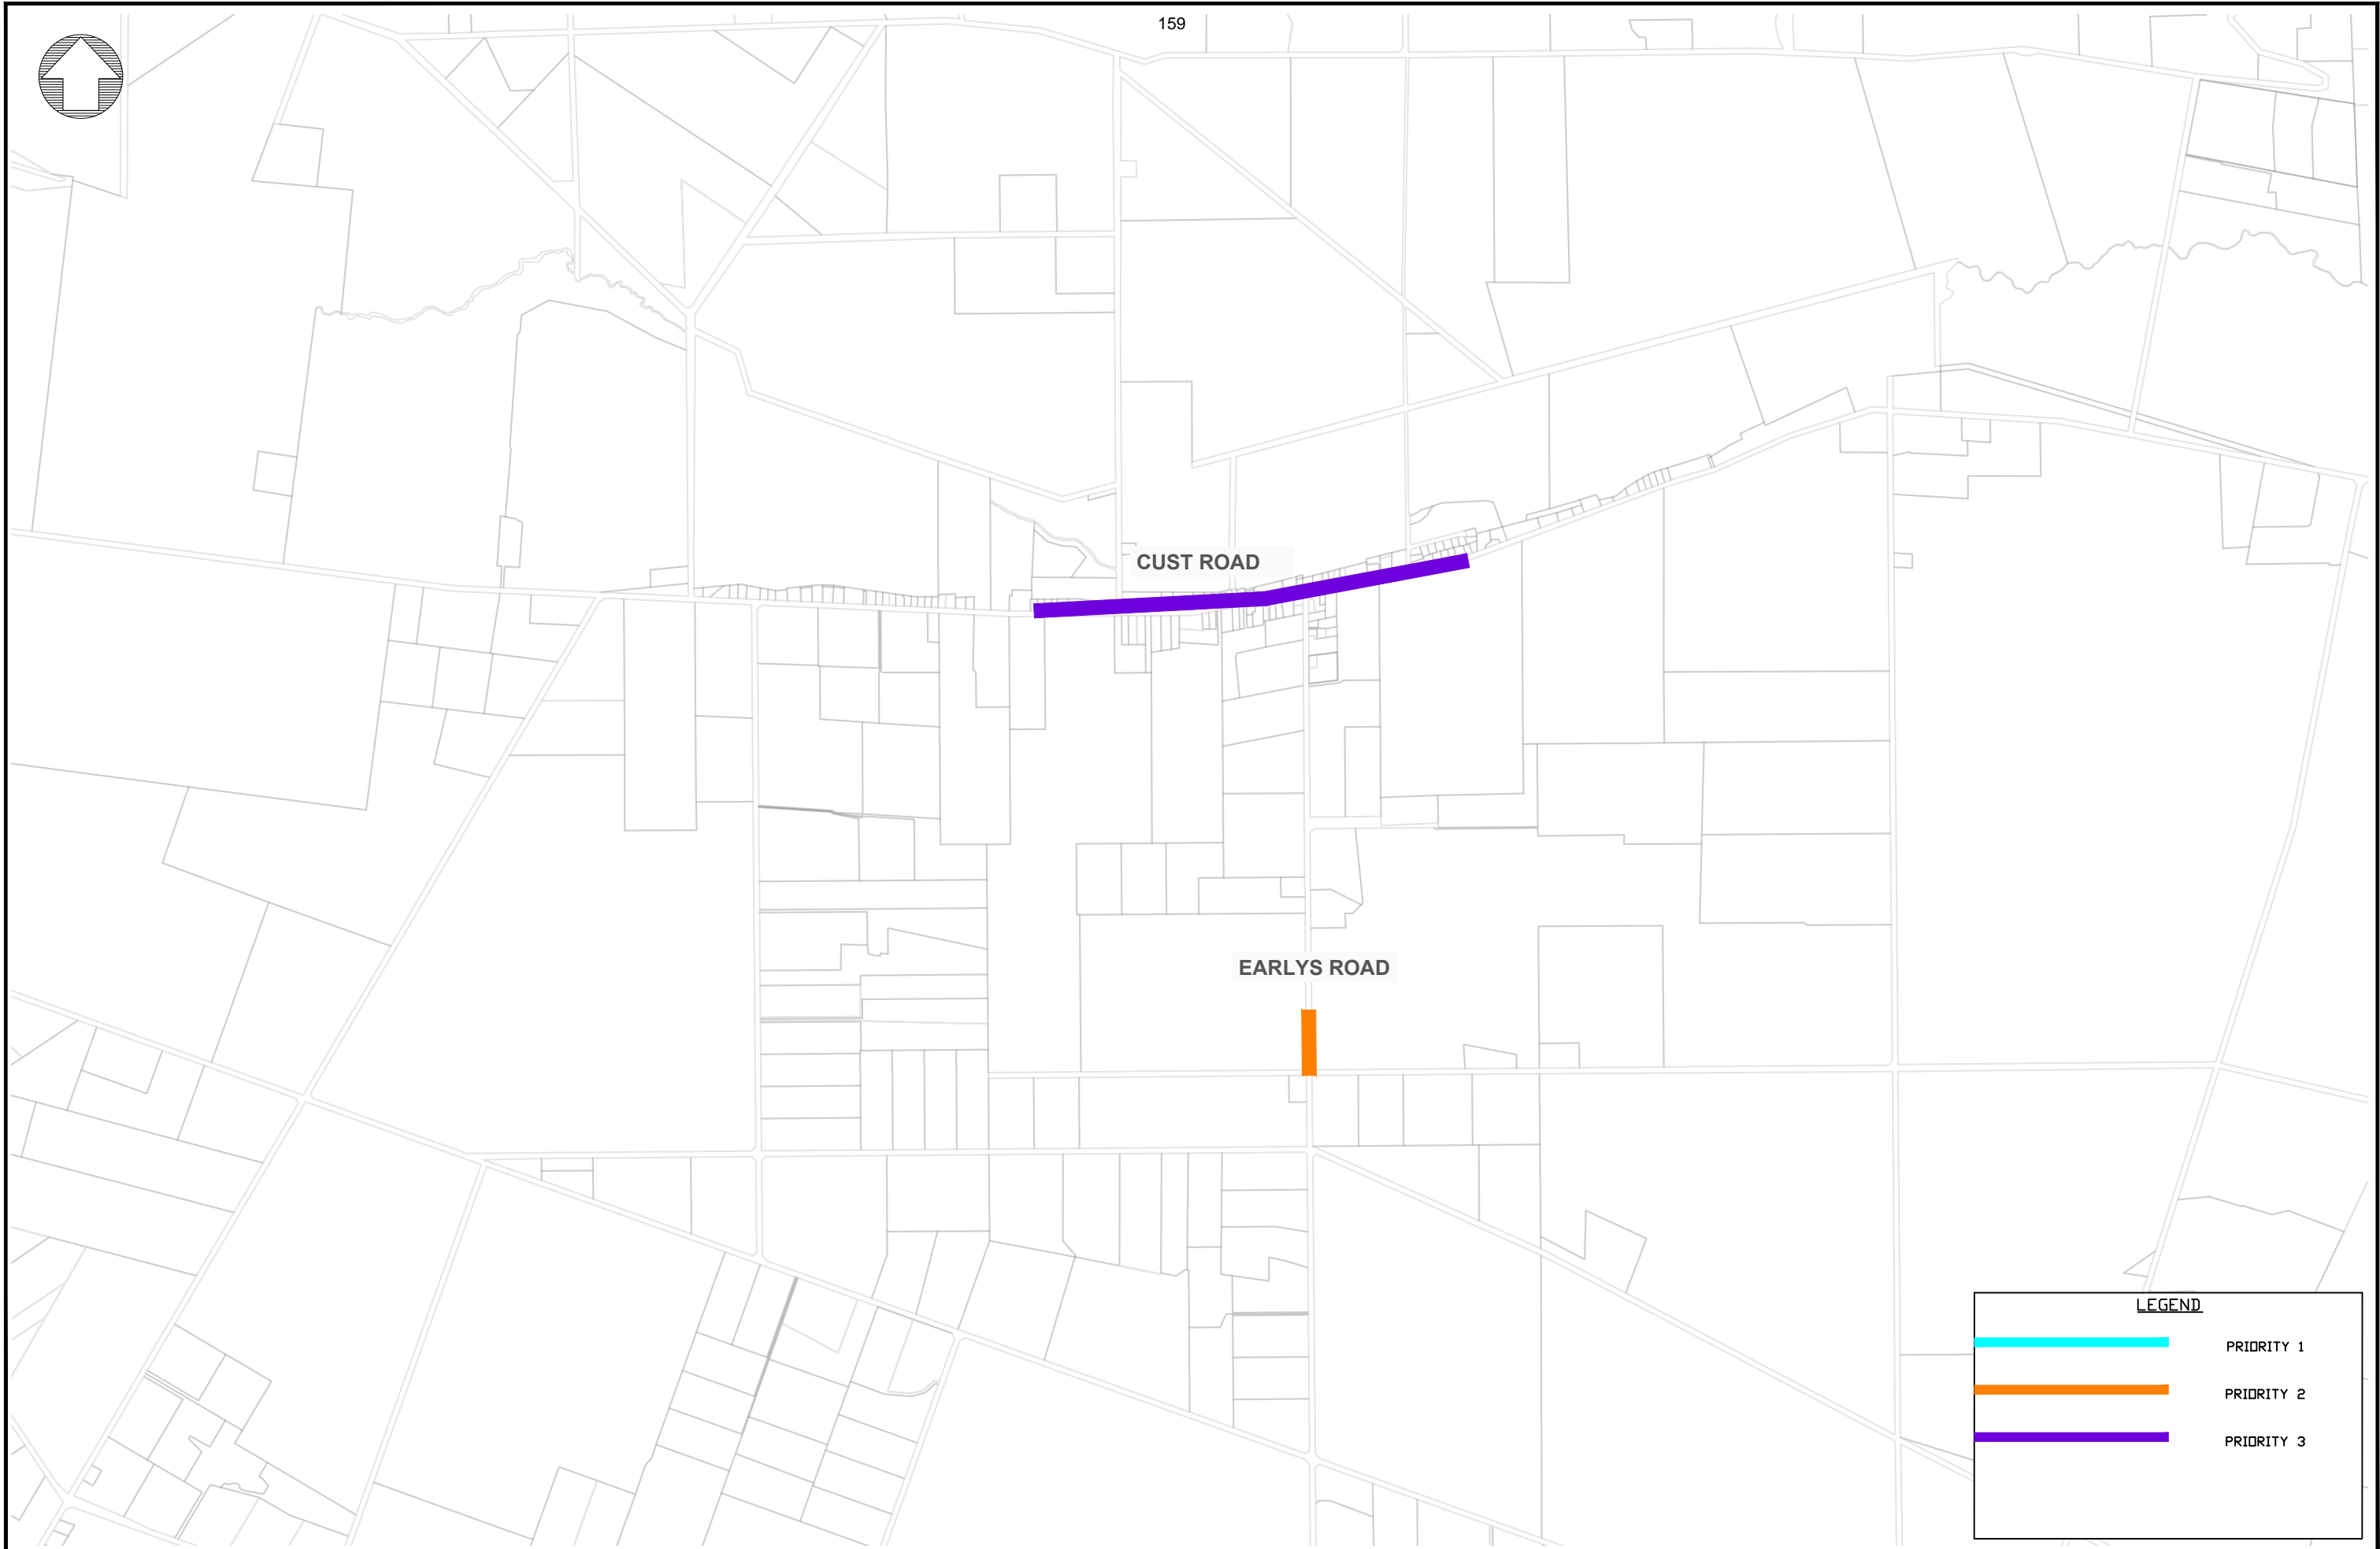 159
CUST ROAD
EARLYS ROAD
LEGEND
PRIORITY 1
PRIORITY 2
PRIORITY 3